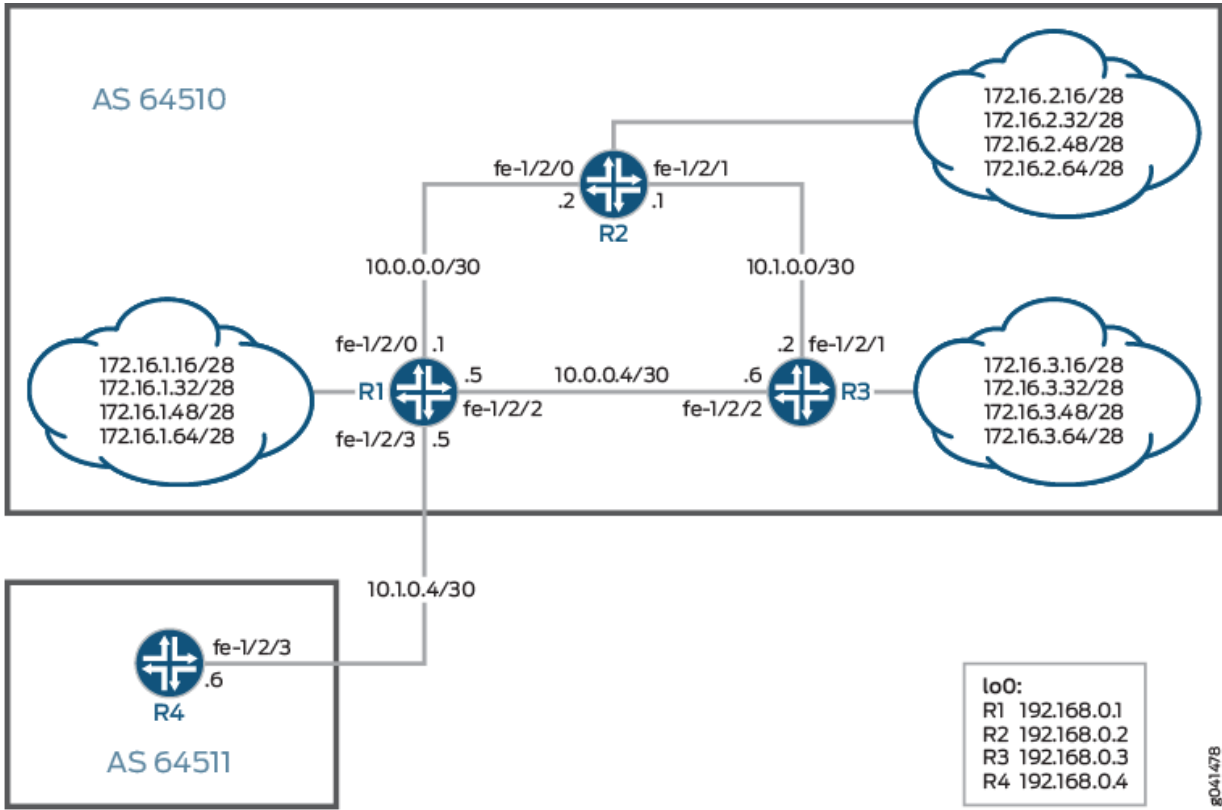 AS 64510
172.16.2.16/28
172.16.2.32/28
172.16.2.48/28
172.16.2.64/28
fe-1/2/0
fe-1/2/1
.2
.1
R2
10.0.0.0/30
10.1.0.0/30
172.16.1.16/28
172.16.1.32/28
172.16.1.48/28
172.16.1.64/28
fe-1/2/0 .1
R1
.5
fe-1/2/2
fe-1/2/3 .5
10.0.0.4/30
.2 fe-1/2/1
.6
fe-1/2/2
R3
172.16.3.16/28
172.16.3.32/28
172.16.3.48/28
172.16.3.64/28
10.1.0.4/30
fe-1/2/3
.6
R4
AS 64511
lo0:
R1 192.168.0.1
R2 192.168.0.2
R3 192.168.0.3
R4 192.168.0.4
g041478